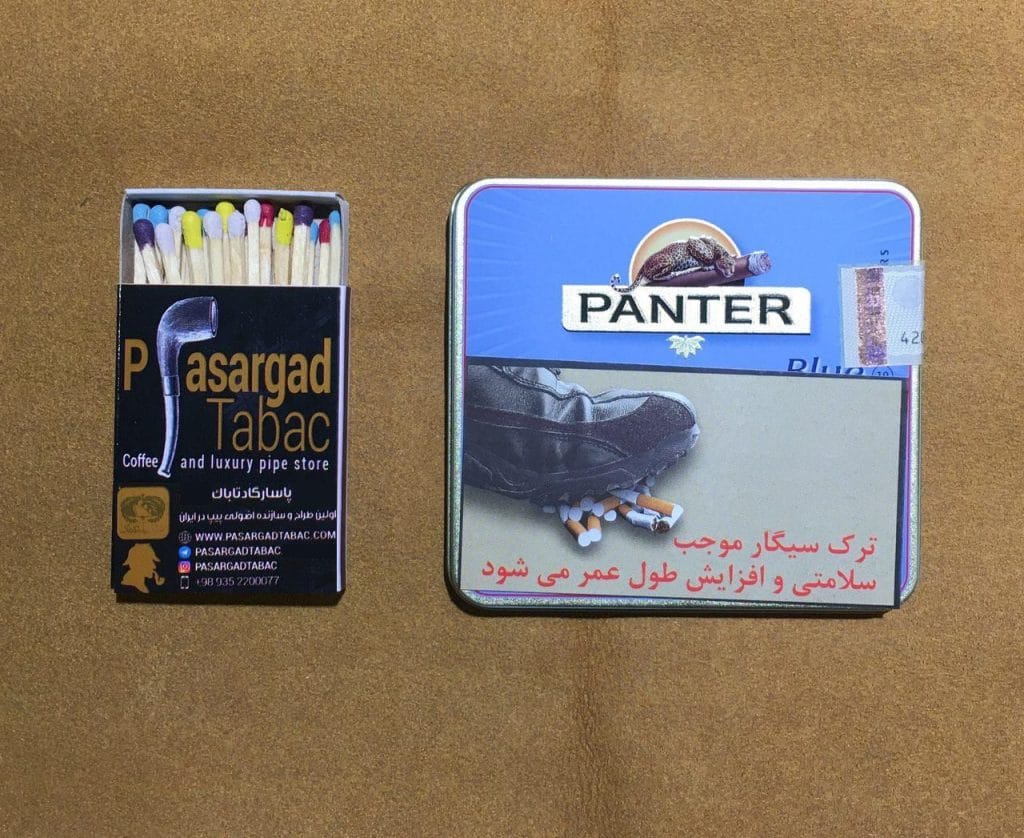 Pasargad
Tabac
Coffee and luxury pipe store
پاسارگاد تاباک
اولین طراح و سازنده اصولی پیپ در ایران
WWW.PASARGADTABAC.COM
PASARGADTABAC
PASARGADTABAC
+98 935 2200077
PANTER
Blue
ترک سیگار موجب
سلامتی و افزایش طول عمر می شود